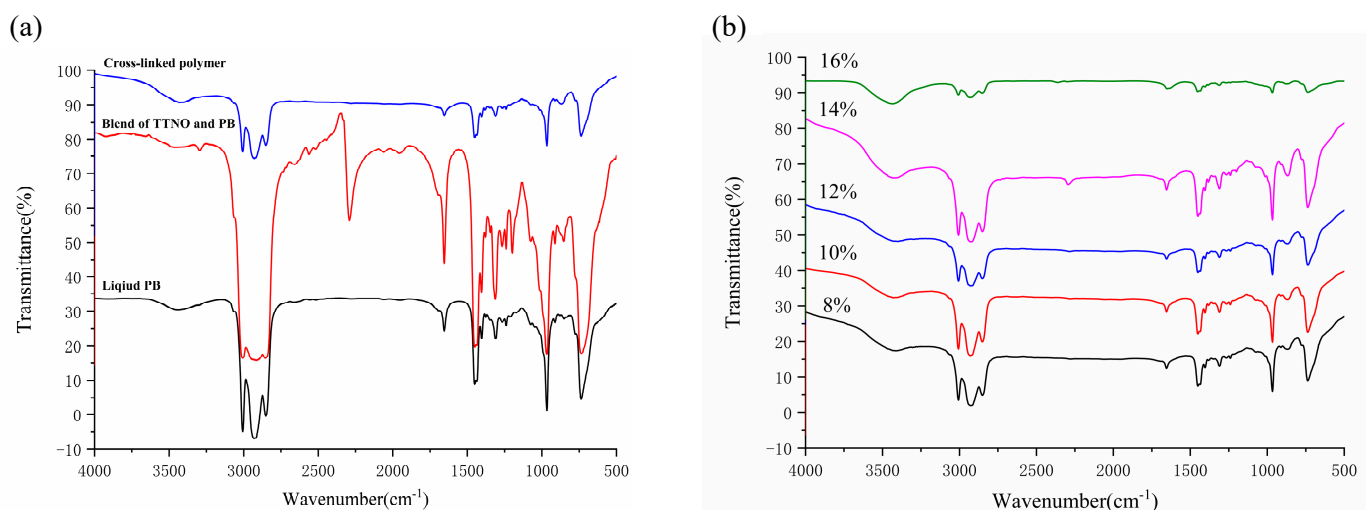 (a)
(b)
Transmittance(%)
100
90
80
70
60
50
40
30
20
10
0
-10
Cross-linked polymer
Blend of TTNO and PB
Liqiud PB
4000 3500 3000 2500 2000 1500 1000 500
Wavenumber(cm⁻¹)
Transmittance(%)
100
90
80
70
60
50
40
30
20
10
0
-10
16%
14%
12%
10%
8%
4000 3500 3000 2500 2000 1500 1000 500
Wavenumber(cm⁻¹)